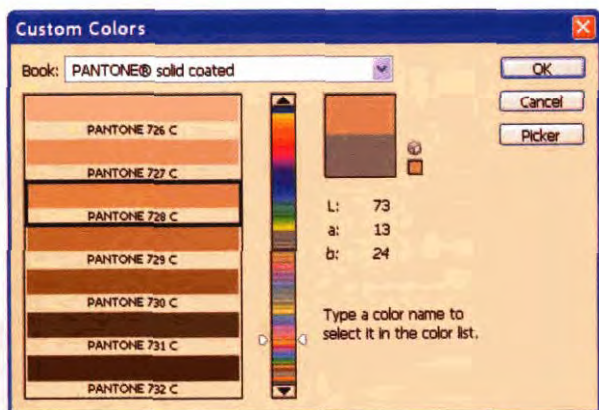 Custom Colors
Book: PANTONE® solid coated
OK
Cancel
Picker
PANTONE 726 C
PANTONE 727 C
PANTONE 728 C
PANTONE 729 C
PANTONE 730 C
PANTONE 731 C
PANTONE 732 C
L: 73
a: 13
b: 24
Type a color name to
select it in the color list.